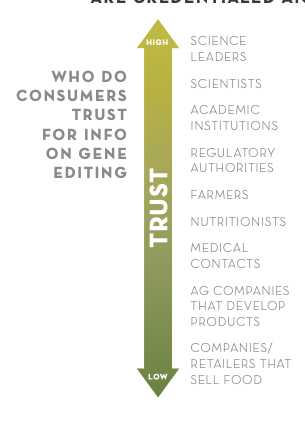 WHO DO
CONSUMERS
TRUST
FOR INFO
ON GENE
EDITING
HIGH
TRUST
LOW
SCIENCE
LEADERS
SCIENTISTS
ACADEMIC
INSTITUTIONS
REGULATORY
AUTHORITIES
FARMERS
NUTRITIONISTS
MEDICAL
CONTACTS
AG COMPANIES
THAT DEVELOP
PRODUCTS
COMPANIES/
RETAILERS THAT
SELL FOOD